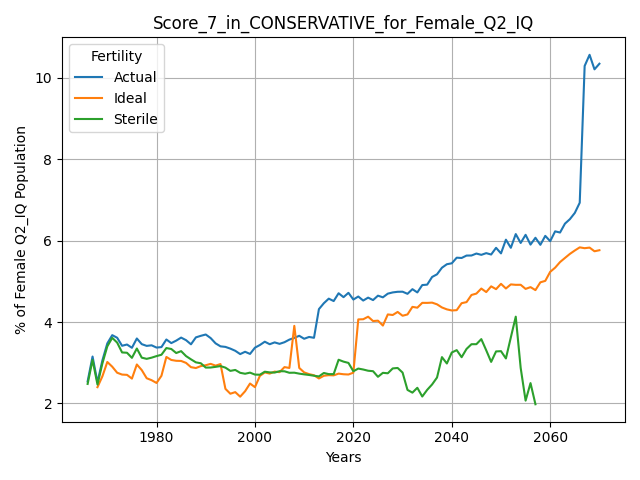 Score_7_in_CONSERVATIVE_for_Female_Q2_IQ
Fertility
Actual
Ideal
Sterile
% of Female Q2_IQ Population
10
8
6
4
2
1980
2000
2020
2040
2060
Years